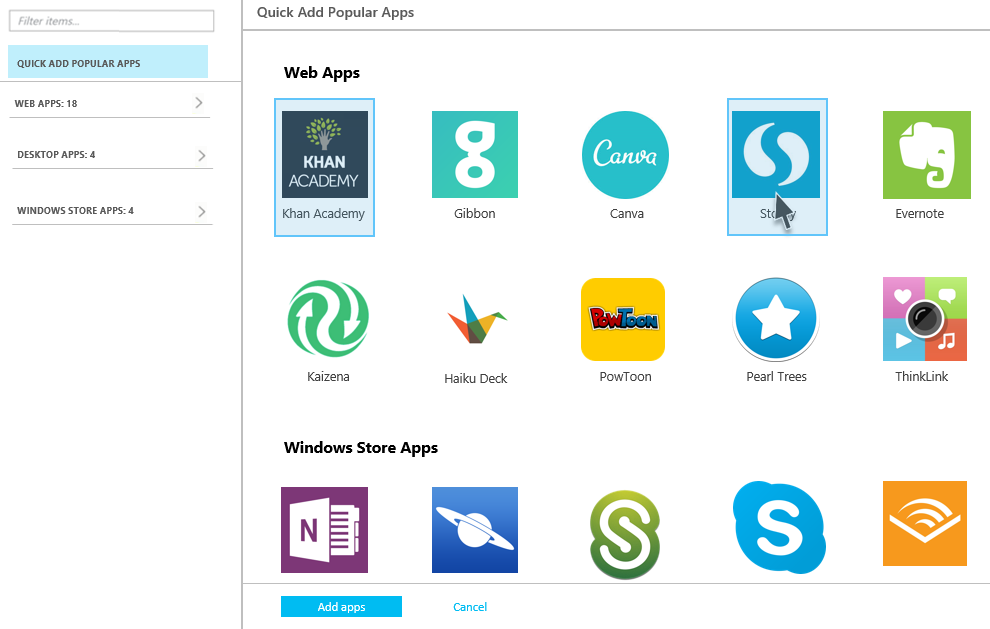 Filter items...
QUICK ADD POPULAR APPS
WEB APPS: 18
DESKTOP APPS: 4
WINDOWS STORE APPS: 4
Quick Add Popular Apps
Web Apps
KHAN
ACADEMY
Canva
Khan Academy
Gibbon
Canva
Evernote
POWTOON
Kaizena
Haiku Deck
PowToon
Pearl Trees
ThinkLink
Windows Store Apps
N
S
S
Add apps
Cancel